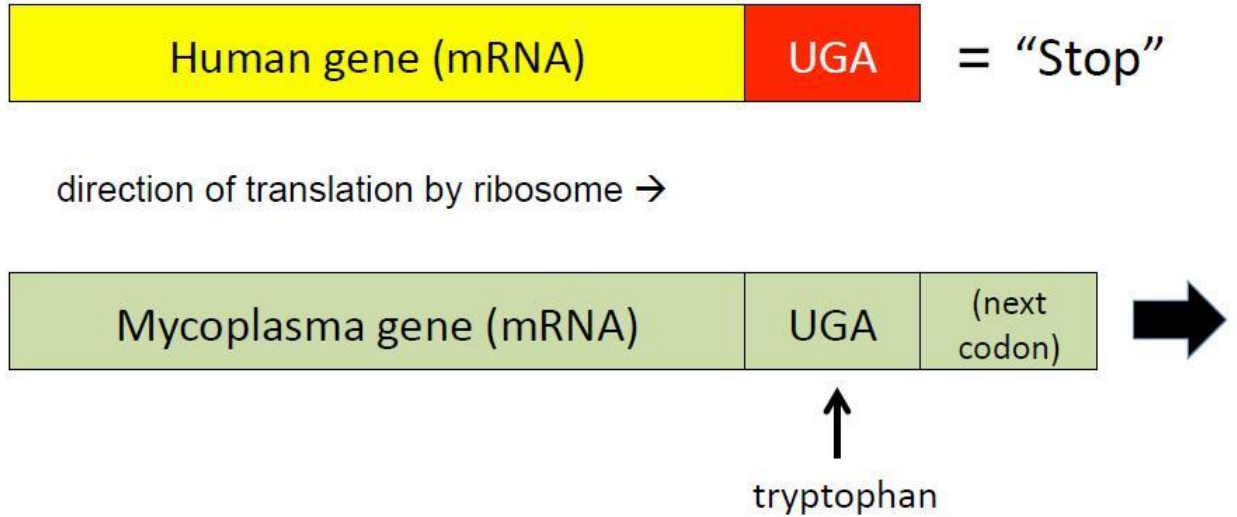 Human gene (mRNA) UGA = “Stop”
direction of translation by ribosome →
Mycoplasma gene (mRNA) UGA (next
codon)
tryptophan